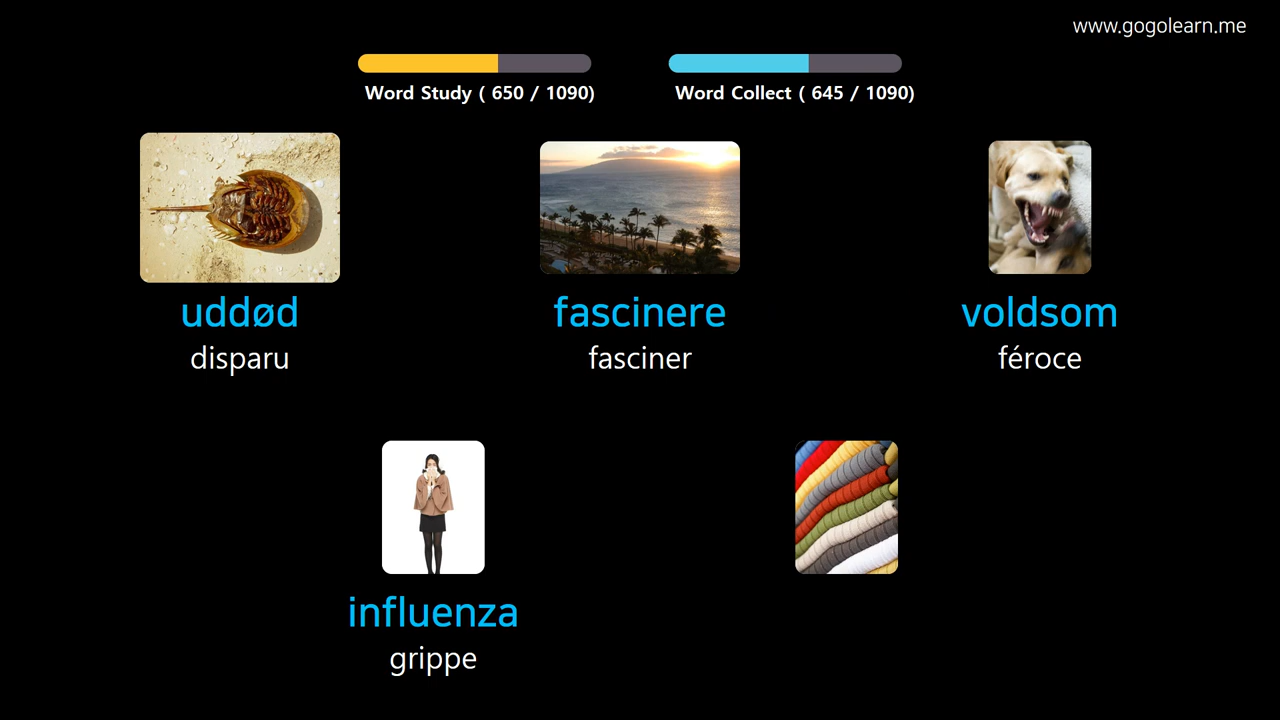 www.gogolearn.me
Word Study ( 650 / 1090)
Word Collect ( 645 / 1090)
uddød
disparu
fascinere
fasciner
voldsom
féroce
influenza
grippe